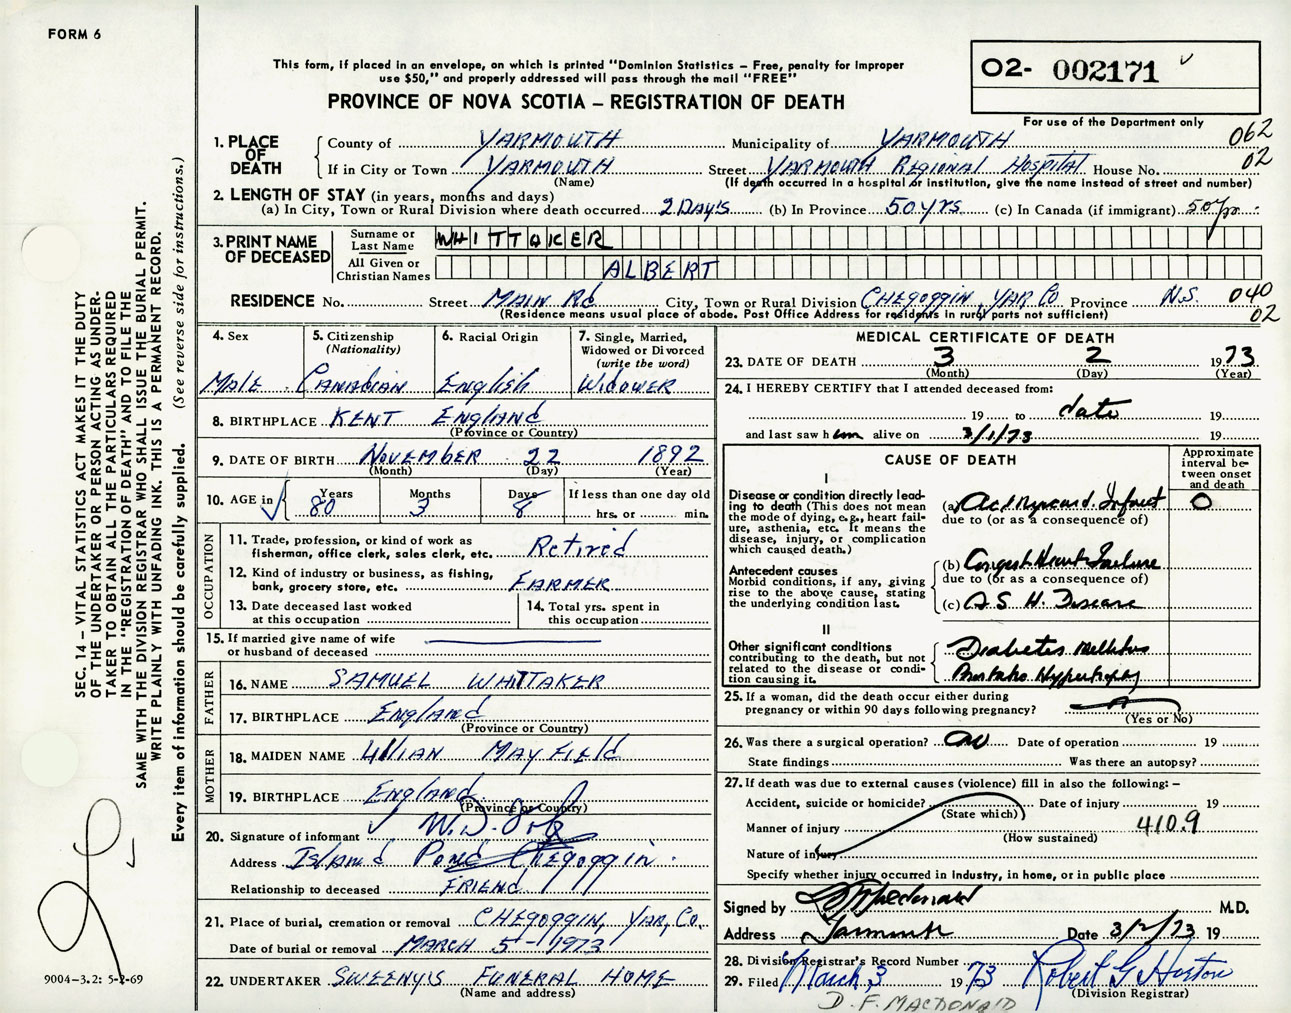 FORM 6
This form, if placed in an envelope, on which is printed "Dominion Statistics – Free, penalty for improper
use $50," and properly addressed will pass through the mail "FREE"
PROVINCE OF NOVA SCOTIA – REGISTRATION OF DEATH
02- 002171
For use of the Department only
1. PLACE OF DEATH
County of YARMOUTH Municipality of YARMOUTH 062
If in City or Town YARMOUTH Street YARMOUTH REGIONAL HOSPITAL House No. 02
(Name) (If death occurred in a hospital or institution, give the name instead of street and number)
2. LENGTH OF STAY (in years, months and days)
(a) In City, Town or Rural Division where death occurred 2 DAYS (b) In Province 50 yrs (c) In Canada (if immigrant) 50 yrs
3. PRINT NAME OF DECEASED
Surname or Last Name WHITTAKER
All Given or Christian Names ALBERT
RESIDENCE No. Street MAIN Rd City, Town or Rural Division CHEGOGGIN YAR CO Province N.S. 040
(Residence means usual place of abode. Post Office Address for residents in rural parts not sufficient) 02
4. Sex
MALE
5. Citizenship
(Nationality)
CANADIAN
6. Racial Origin
English
7. Single, Married,
Widowed or Divorced
(write the word)
WIDOWER
8. BIRTHPLACE KENT England
(Province or Country)
9. DATE OF BIRTH NOVEMBER 22 1892
(Month) (Day) (Year)
10. AGE in
Years Months Days If less than one day old
80 3 8 hrs. or min.
OCCUPATION
11. Trade, profession, or kind of work as
fisherman, office clerk, sales clerk, etc. Retired
12. Kind of industry or business, as fishing,
bank, grocery store, etc. FARMER
13. Date deceased last worked
at this occupation
14. Total yrs. spent in
this occupation
15. If married give name of wife
or husband of deceased
FATHER
16. NAME SAMUEL WHITTAKER
17. BIRTHPLACE England
(Province or Country)
MOTHER
18. MAIDEN NAME Lillian MAYFIELD
19. BIRTHPLACE England
(Province or Country)
20. Signature of informant W.D.
Address Island Pond Chegoggin
Relationship to deceased FRIEND
21. Place of burial, cremation or removal CHEGOGGIN, YAR, Co.
Date of burial or removal MARCH 5 - 1973
22. UNDERTAKER SWEENY'S FUNERAL HOME
(Name and address)
MEDICAL CERTIFICATE OF DEATH
23. DATE OF DEATH 3 2 1973
(Month) (Day) (Year)
24. I HEREBY CERTIFY that I attended deceased from:
19 to date 19
and last saw him alive on 3/1/73 19
CAUSE OF DEATH
Approximate
interval be-
tween onset
and death
I
Disease or condition directly lead-
ing to death (This does not mean
the mode of dying, e.g., heart fail-
ure, asthenia, etc. It means the
disease, injury, or complication
which caused death.)
(a) Ac. Myocard. Infarct 0
due to (or as a consequence of)
Antecedent causes
Morbid conditions, if any, giving
rise to the above cause, stating
the underlying condition last.
(b) Congest Heart Failure
due to (or as a consequence of)
(c) A.S.H. Disease
II
Other significant conditions
contributing to the death, but not
related to the disease or condi-
tion causing it.
Diabetes Mellitus
Prostate Hypertrophy
25. If a woman, did the death occur either during
pregnancy or within 90 days following pregnancy?
(Yes or No)
26. Was there a surgical operation? no Date of operation 19
State findings Was there an autopsy?
27. If death was due to external causes (violence) fill in also the following: –
Accident, suicide or homicide? Date of injury 19
(State which)
Manner of injury 410.9
(How sustained)
Nature of injury
Specify whether injury occurred in industry, in home, or in public place
Signed by Macdonald M.D.
Address Yarmouth Date 3/2/73 19
28. Division Registrar's Record Number
29. Filed March 3 1973 Robert G Horton
(Division Registrar)
D. F. MACDONALD
SEC. 14 – VITAL STATISTICS ACT MAKES IT THE DUTY
OF THE UNDERTAKER OR PERSON ACTING AS UNDER-
TAKER TO OBTAIN ALL THE PARTICULARS REQUIRED
IN THE "REGISTRATION OF DEATH" AND TO FILE THE
SAME WITH THE DIVISION REGISTRAR WHO SHALL ISSUE THE BURIAL PERMIT.
WRITE PLAINLY WITH UNFADING INK. THIS IS A PERMANENT RECORD.
Every item of information should be carefully supplied. (See reverse side for instructions.)
9004-3.2: 5-2-69